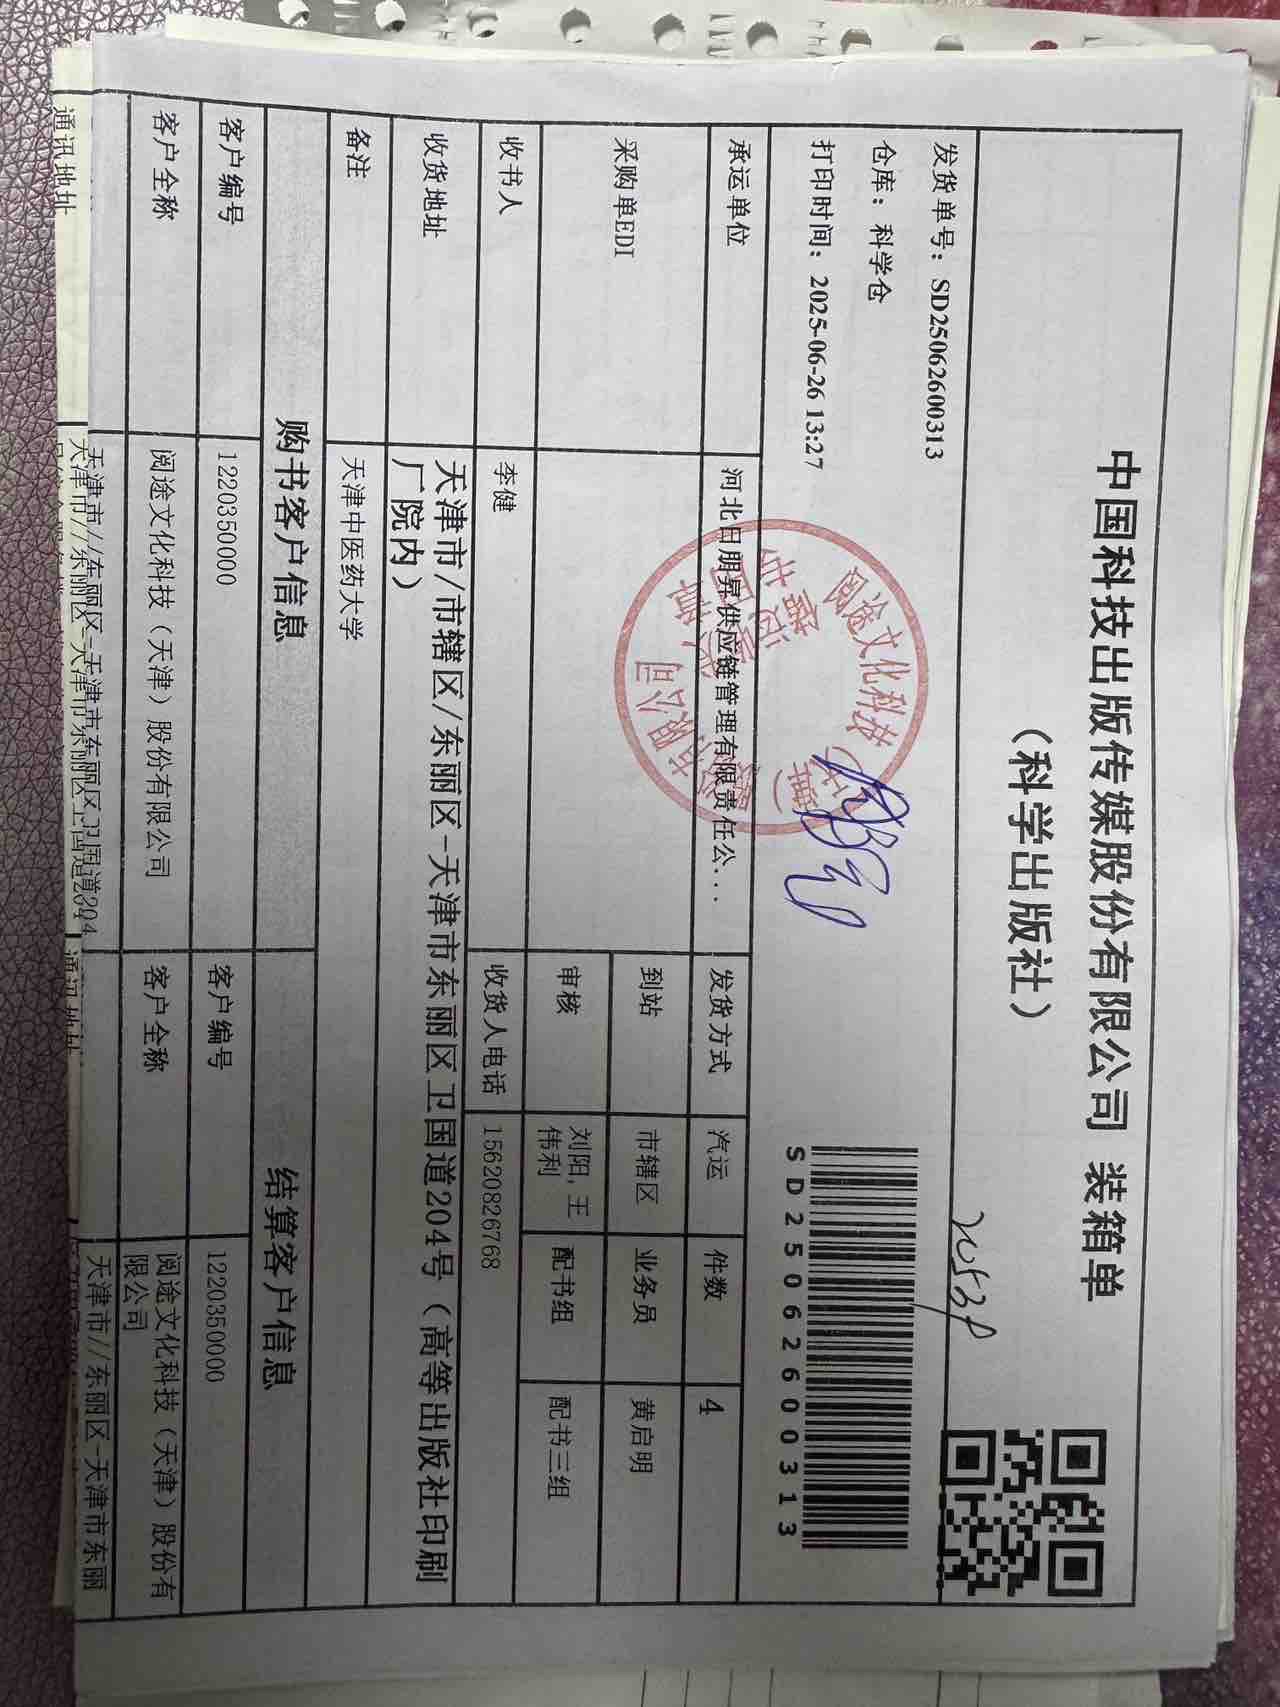 中国科技出版传媒股份有限公司 装箱单
（科学出版社）
发货单号：SD25062600313
仓库：科学仓
打印时间：2025-06-26 13:27
SD25062600313
承运单位 河北日朋昇供应链管理有限责任公... 发货方式 汽运 件数 4
采购单EDI 到站 市辖区 业务员 黄启明
审核 刘阳,王伟利 配书组 配书三组
收书人 李健 收货人电话 15620826768
收货地址 天津市/市辖区/东丽区-天津市东丽区卫国道204号（高等出版社印刷
厂院内）
备注 天津中医药大学
购书客户信息 结算客户信息
客户编号 1220350000 客户编号 1220350000
客户全称 阅途文化科技（天津）股份有限公司 客户全称 阅途文化科技（天津）股份有
限公司
天津市//东丽区-天津市东丽区卫国道204 天津市//东丽区-天津市东丽
通讯地址 通讯地址
阅途文化科技
有限公司